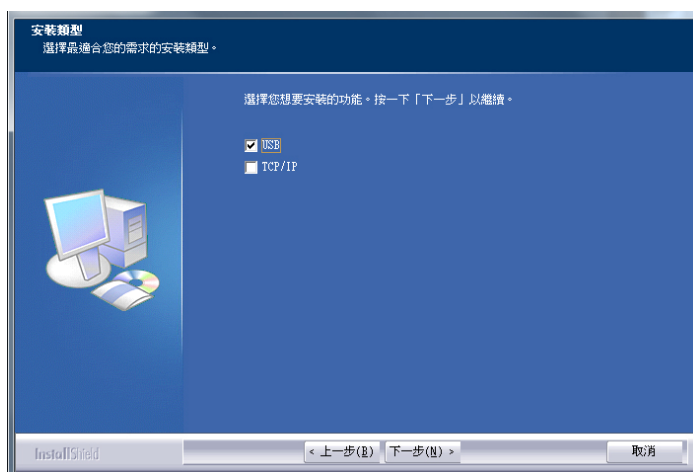 安裝類型
選擇最適合您的需求的安裝類型。
選擇您想要安裝的功能。按一下「下一步」以繼續。
USB
TCP/IP
InstallShield
< 上一步(B) 下一步(N) > 取消